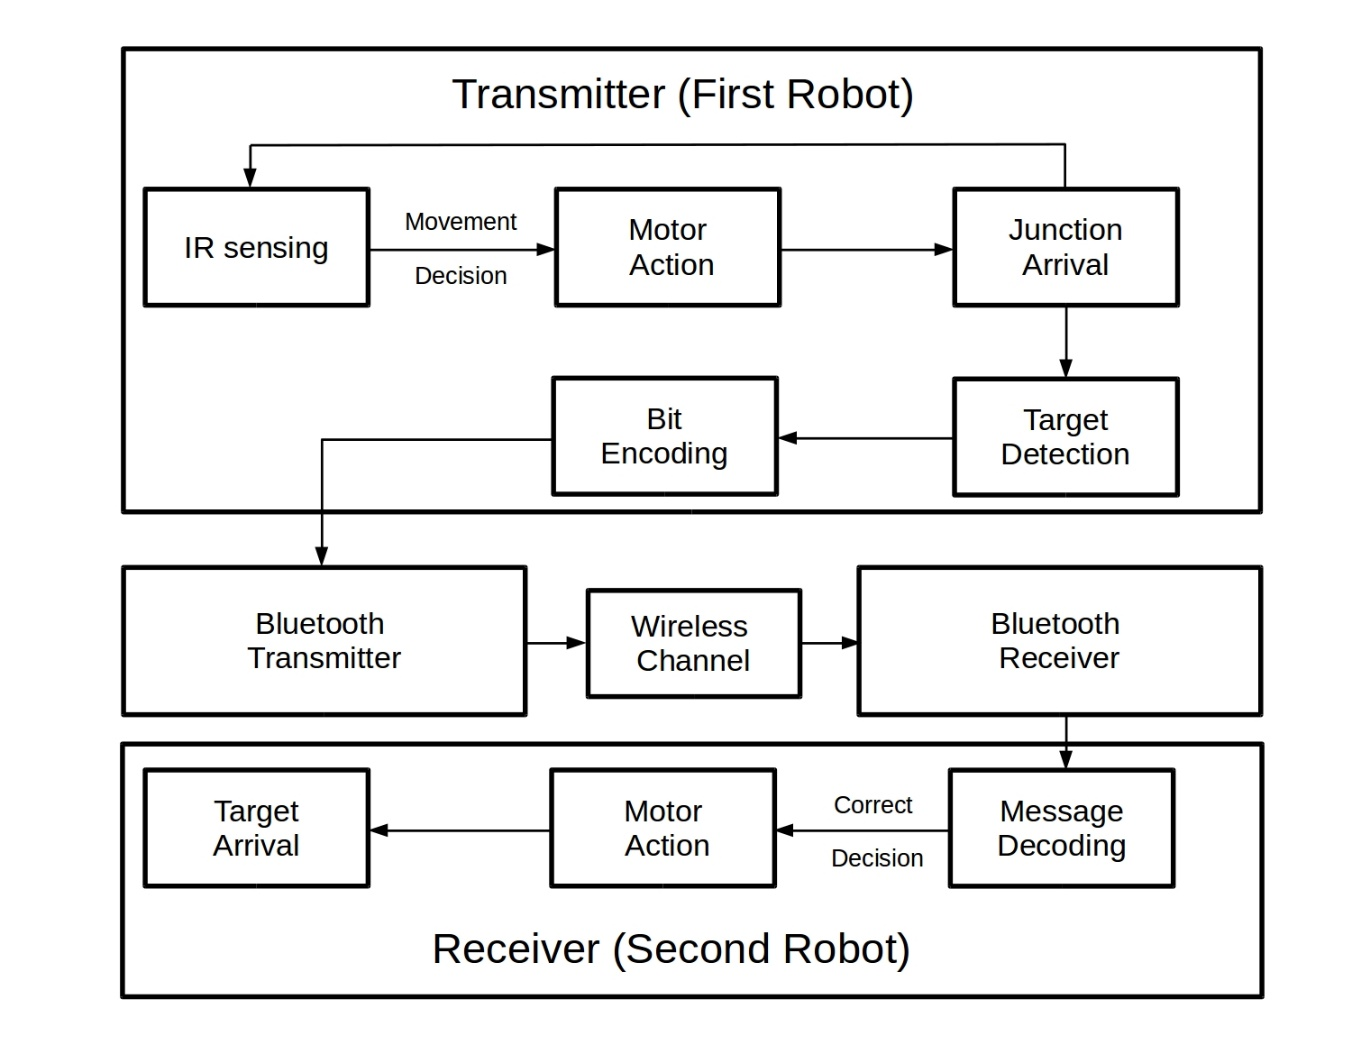 Transmitter (First Robot)
IR sensing
Movement
Decision
Motor
Action
Junction
Arrival
Bit
Encoding
Target
Detection
Bluetooth
Transmitter
Wireless
Channel
Bluetooth
Receiver
Target
Arrival
Motor
Action
Correct
Decision
Message
Decoding
Receiver (Second Robot)